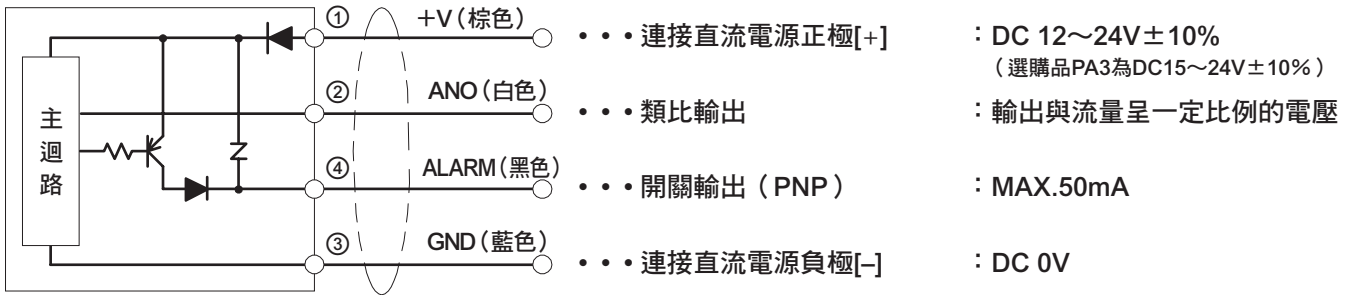 ① +V(棕色) •••連接直流電源正極[+] :DC 12～24V±10%
(選購品PA3為DC15～24V±10%)
② ANO(白色) •••類比輸出 :輸出與流量呈一定比例的電壓
主迴路
④ ALARM(黑色) •••開關輸出(PNP) :MAX.50mA
③ GND(藍色) •••連接直流電源負極[–] :DC 0V